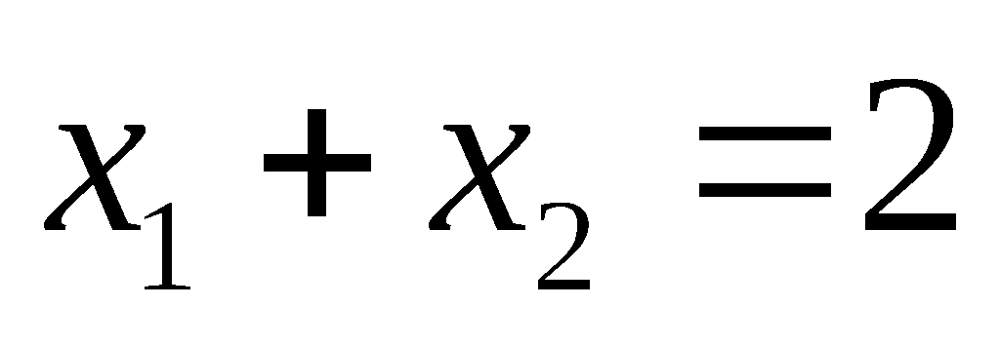 x₁ + x₂ =2